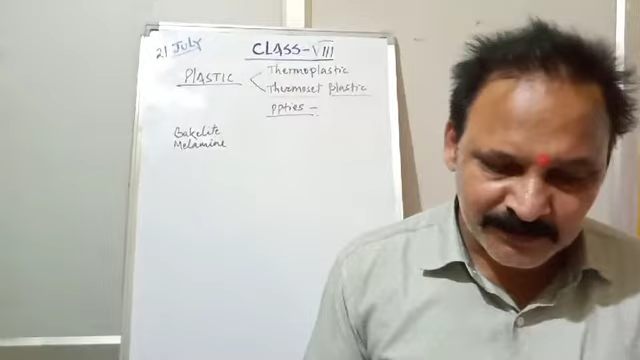 21 July
CLASS-VIII
PLASTIC
Thermoplastic
Thermoset plastic
ppties -
Bakelite
Melamine